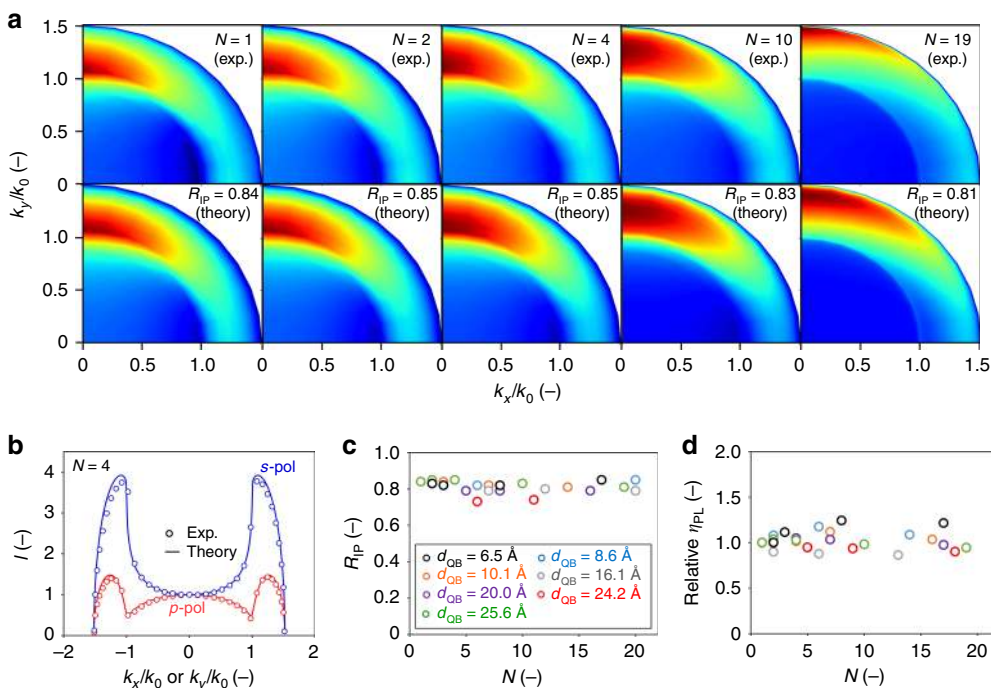 a
1.5
1.0
0.5
0
1.0
0.5
0
k_y/k_0 (–)
N = 1
(exp.)
N = 2
(exp.)
N = 4
(exp.)
N = 10
(exp.)
N = 19
(exp.)
R_IP = 0.84
(theory)
R_IP = 0.85
(theory)
R_IP = 0.85
(theory)
R_IP = 0.83
(theory)
R_IP = 0.81
(theory)
0 0.5 1.0 0 0.5 1.0 0 0.5 1.0 0 0.5 1.0 0 0.5 1.0 1.5
k_x/k_0 (–)
b
N = 4
s-pol
Exp.
Theory
p-pol
4
3
2
1
0
I (–)
–2 –1 0 1 2
k_x/k_0 or k_y/k_0 (–)
c
1.0
0.8
0.6
0.4
0.2
0
R_IP (–)
d_QB = 6.5 Å
d_QB = 8.6 Å
d_QB = 10.1 Å
d_QB = 16.1 Å
d_QB = 20.0 Å
d_QB = 24.2 Å
d_QB = 25.6 Å
0 5 10 15 20
N (–)
d
2.0
1.5
1.0
0.5
0
Relative η_PL (–)
0 5 10 15 20
N (–)